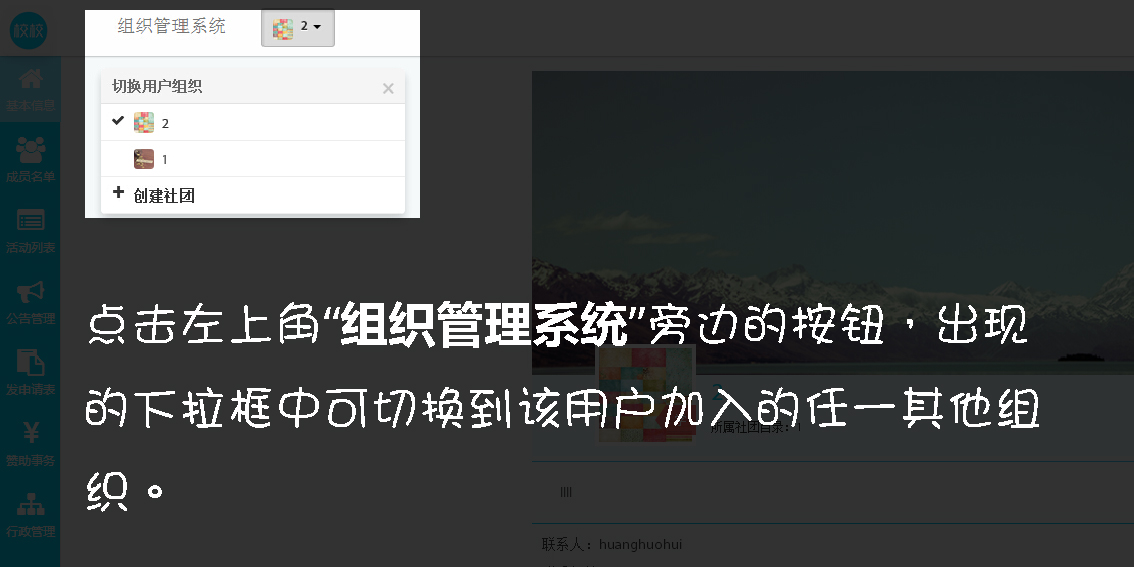 校校
组织管理系统
2
切换用户组织
2
1
创建社团
基本信息
成员名单
活动列表
公告管理
发申请表
赞助事务
行政管理
点击左上角“组织管理系统”旁边的按钮，出现
的下拉框中可切换到该用户加入的任一其他组
织。
2
所属社团目录：1
llll
联系人：huanghuohui